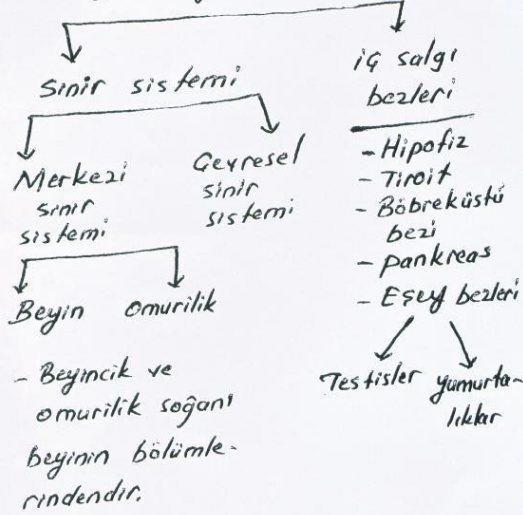 Sinir sistemi
iç salgı
bezleri
Merkezi
sinir
sistemi
Çevresel
sinir
sistemi
- Hipofiz
- Tiroit
- Böbreküstü
bezi
- Pankreas
- Eşey bezleri
Beyin
Omurilik
Testisler
Yumurta-
lıklar
- Beyincik ve
omurilik soğanı
beyinin bölümle-
rindendir.